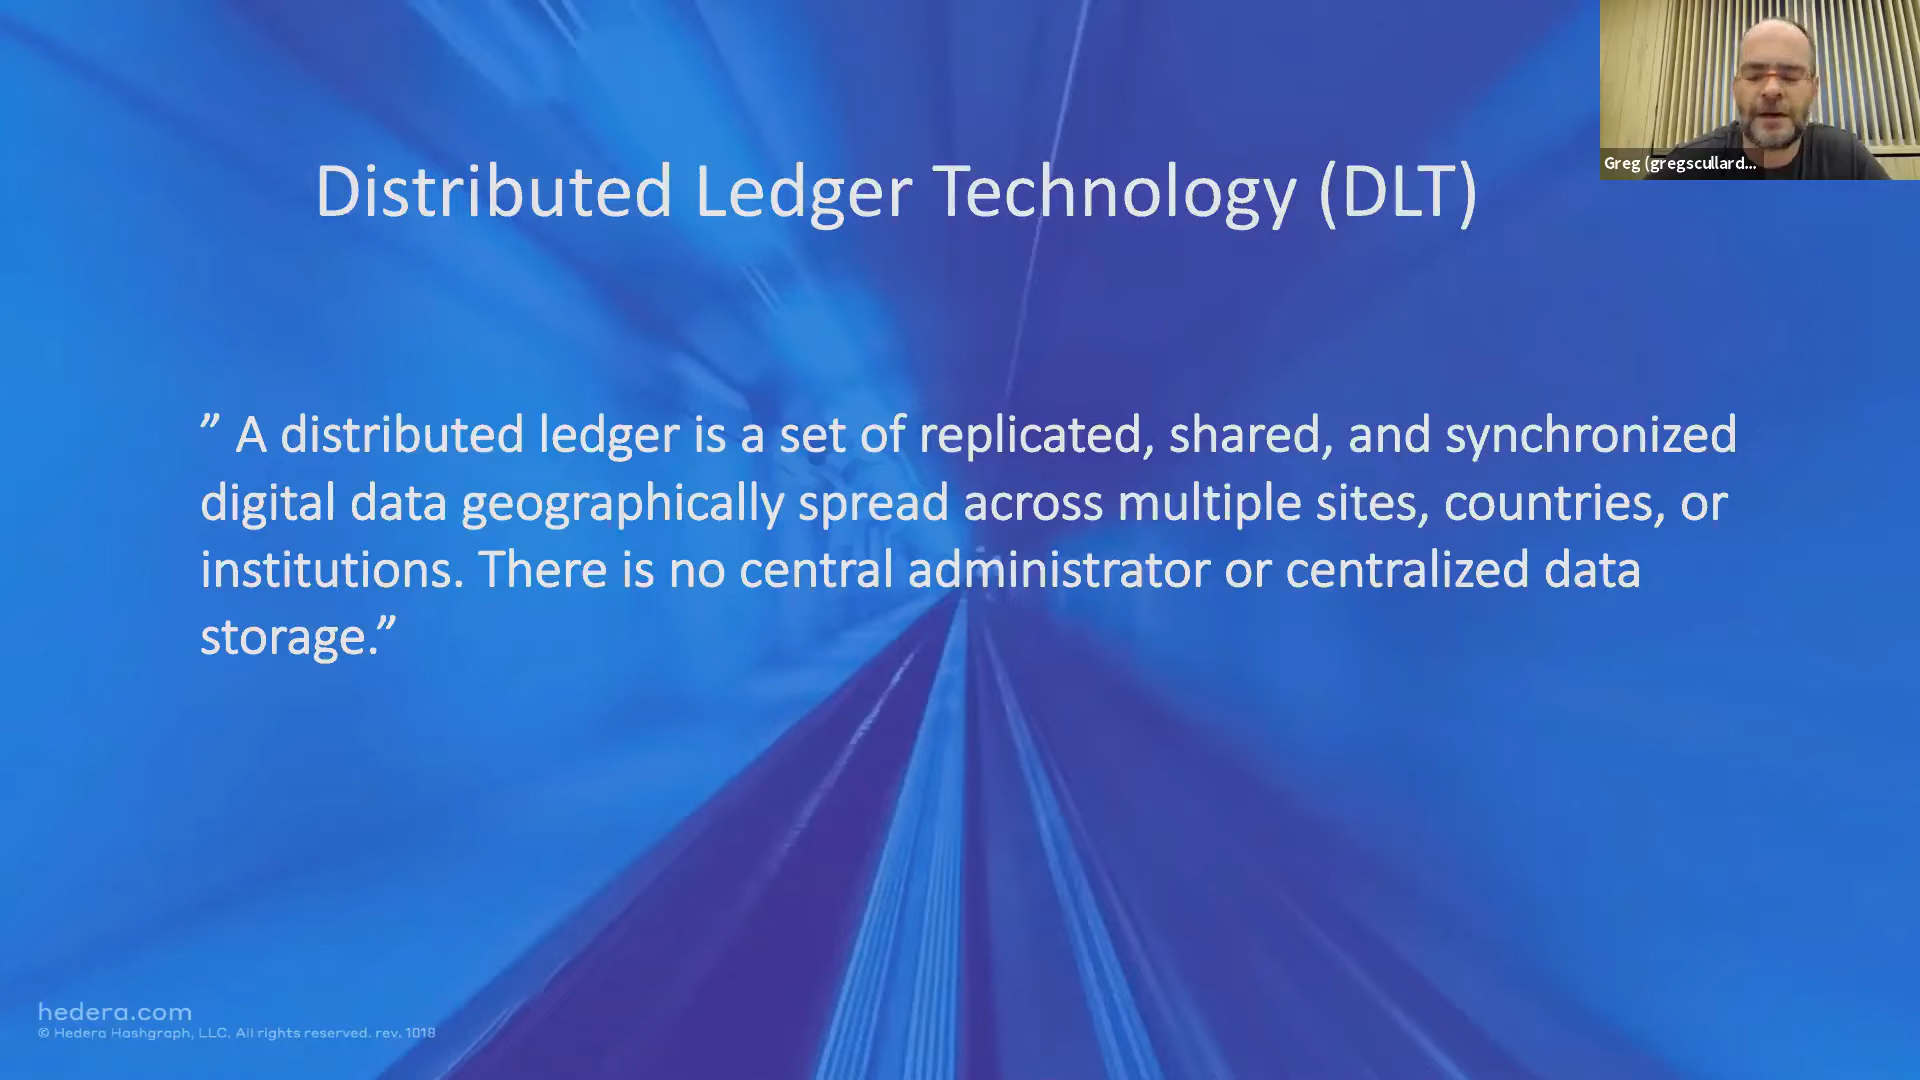 Greg (gregscullard...
Distributed Ledger Technology (DLT)
” A distributed ledger is a set of replicated, shared, and synchronized
digital data geographically spread across multiple sites, countries, or
institutions. There is no central administrator or centralized data
storage.”
hedera.com
© Hedera Hashgraph, LLC. All rights reserved. rev. 1018